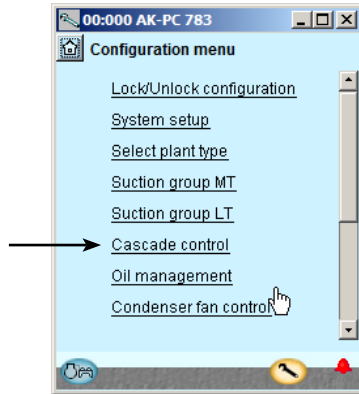 00:000 AK-PC 783
Configuration menu
Lock/Unlock configuration
System setup
Select plant type
Suction group MT
Suction group LT
Cascade control
Oil management
Condenser fan control